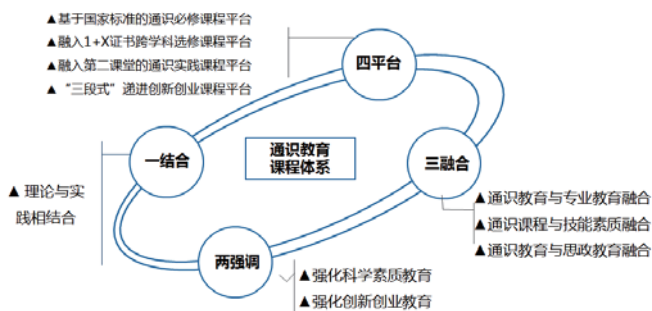 ▲基于国家标准的通识必修课程平台
▲融入1+X证书跨学科选修课程平台
▲融入第二课堂的通识实践课程平台
▲“三段式”递进创新创业课程平台
四平台
一结合
通识教育
课程体系
三融合
▲理论与实
践相结合
▲通识教育与专业教育融合
▲通识课程与技能素质融合
▲通识教育与思政教育融合
两强调
▲强化科学素质教育
▲强化创新创业教育